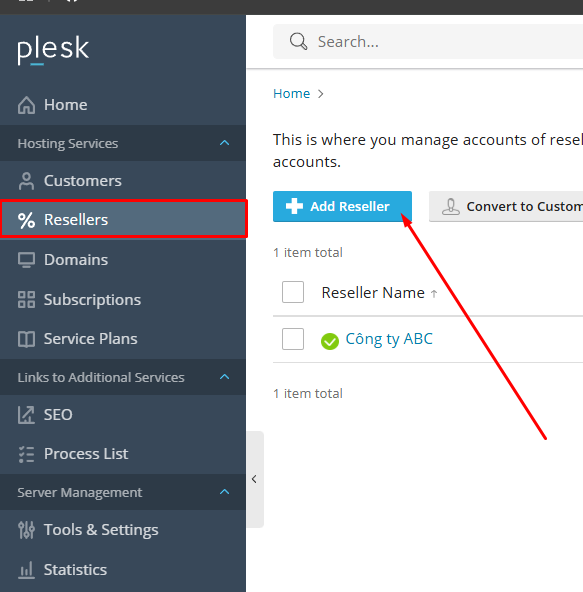 plesk
Home
Hosting Services
Customers
Resellers
Domains
Subscriptions
Service Plans
Links to Additional Services
SEO
Process List
Server Management
Tools & Settings
Statistics
Search...
Home >
This is where you manage accounts of resel
accounts.
Add Reseller
Convert to Custom
1 item total
Reseller Name ↑
Công ty ABC
1 item total